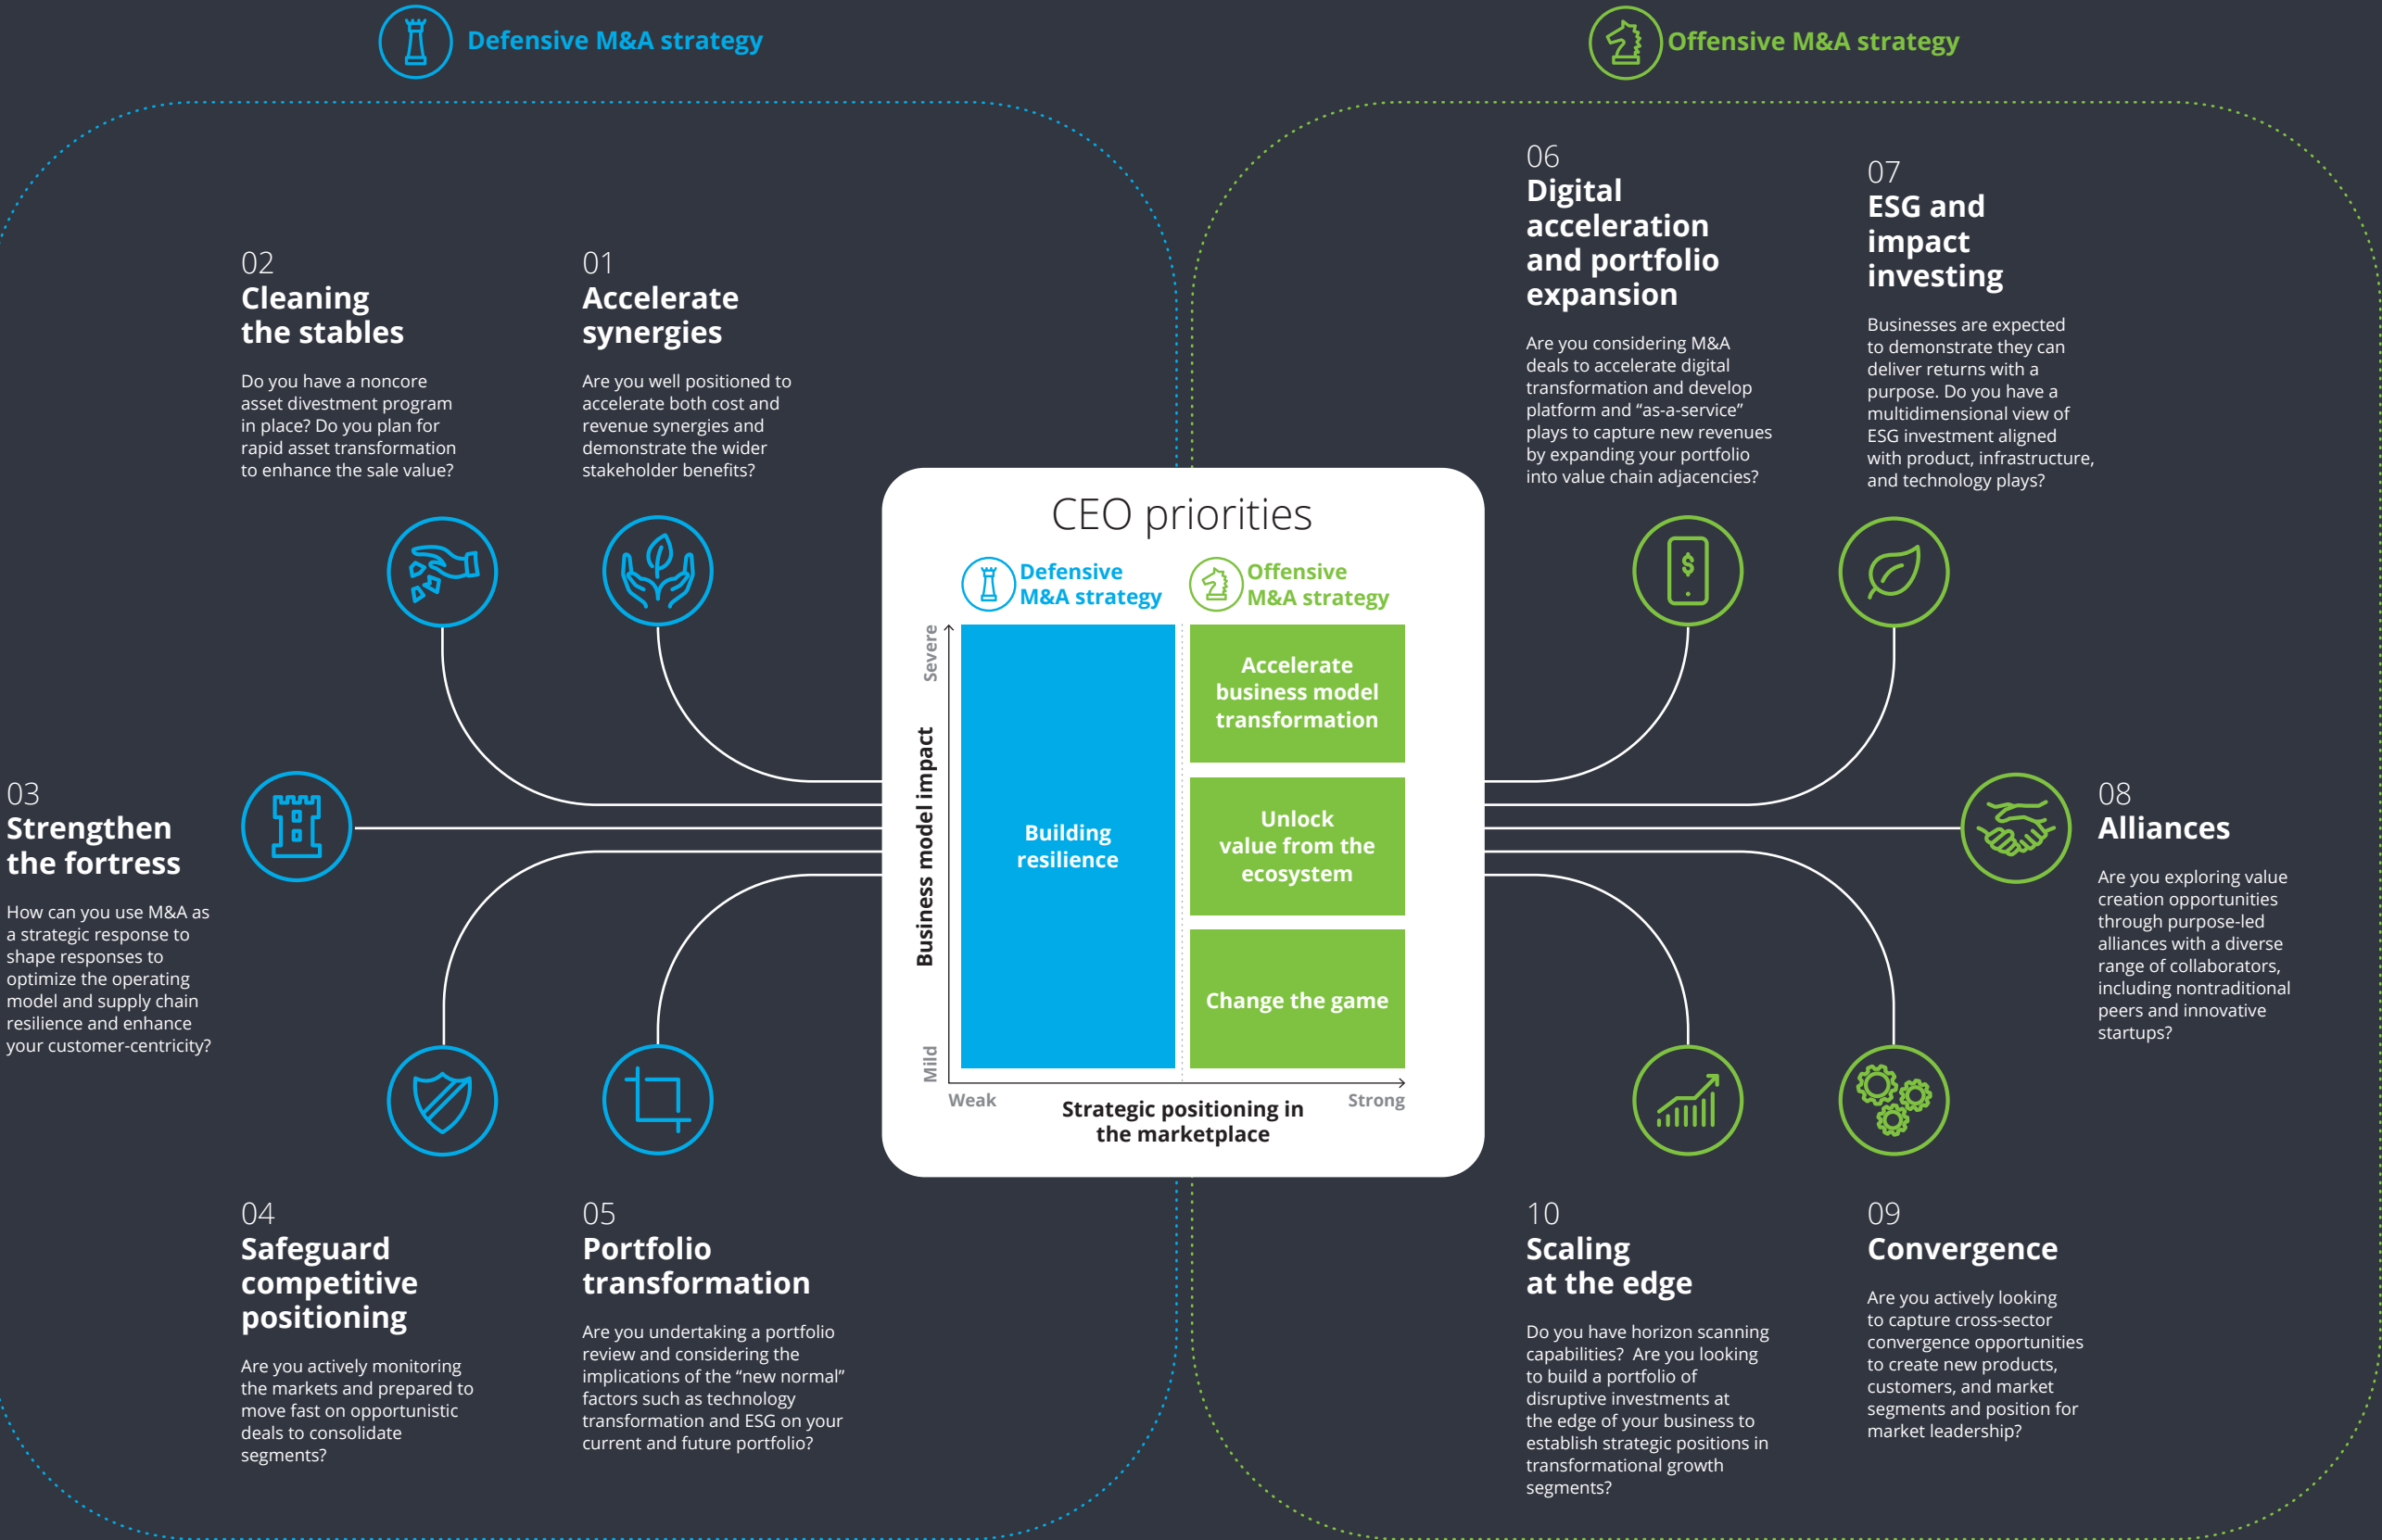 Defensive M&A strategy
Offensive M&A strategy
02
Cleaning
the stables
Do you have a noncore
asset divestment program
in place? Do you plan for
rapid asset transformation
to enhance the sale value?
01
Accelerate
synergies
Are you well positioned to
accelerate both cost and
revenue synergies and
demonstrate the wider
stakeholder benefits?
03
Strengthen
the fortress
How can you use M&A as
a strategic response to
shape responses to
optimize the operating
model and supply chain
resilience and enhance
your customer-centricity?
04
Safeguard
competitive
positioning
Are you actively monitoring
the markets and prepared to
move fast on opportunistic
deals to consolidate
segments?
05
Portfolio
transformation
Are you undertaking a portfolio
review and considering the
implications of the “new normal”
factors such as technology
transformation and ESG on your
current and future portfolio?
CEO priorities
Defensive
M&A strategy
Offensive
M&A strategy
Severe
Business model impact
Mild
Building
resilience
Accelerate
business model
transformation
Unlock
value from the
ecosystem
Change the game
Weak
Strategic positioning in
the marketplace
Strong
06
Digital
acceleration
and portfolio
expansion
Are you considering M&A
deals to accelerate digital
transformation and develop
platform and “as-a-service”
plays to capture new revenues
by expanding your portfolio
into value chain adjacencies?
07
ESG and
impact
investing
Businesses are expected
to demonstrate they can
deliver returns with a
purpose. Do you have a
multidimensional view of
ESG investment aligned
with product, infrastructure,
and technology plays?
$
08
Alliances
Are you exploring value
creation opportunities
through purpose-led
alliances with a diverse
range of collaborators,
including nontraditional
peers and innovative
startups?
10
Scaling
at the edge
Do you have horizon scanning
capabilities?  Are you looking
to build a portfolio of
disruptive investments at
the edge of your business to
establish strategic positions in
transformational growth
segments?
09
Convergence
Are you actively looking
to capture cross-sector
convergence opportunities
to create new products,
customers, and market
segments and position for
market leadership?